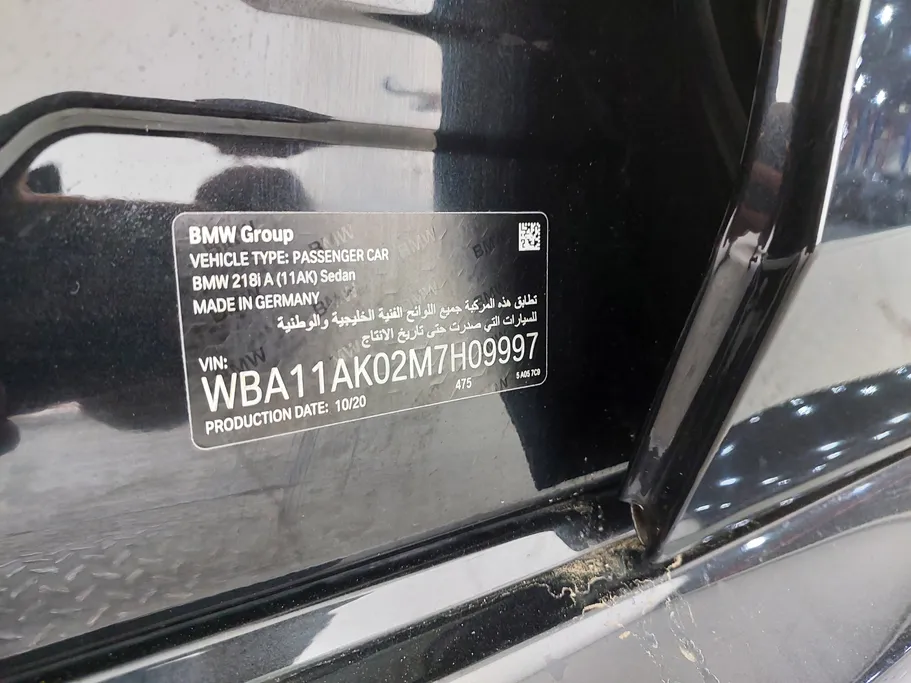 BMW Group
VEHICLE TYPE: PASSENGER CAR
BMW 218i A (11AK) Sedan
MADE IN GERMANY
تطابق هذه المركبة جميع اللوائح الفنية الخليجية والوطنية
للسيارات التي صدرت حتى تاريخ الانتاج
VIN:
WBA11AK02M7H09997
PRODUCTION DATE: 10/20
475